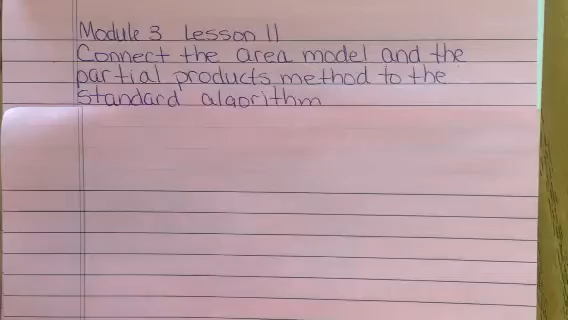 Module 3 Lesson 11
Connect the area model and the
partial products method to the
standard algorithm